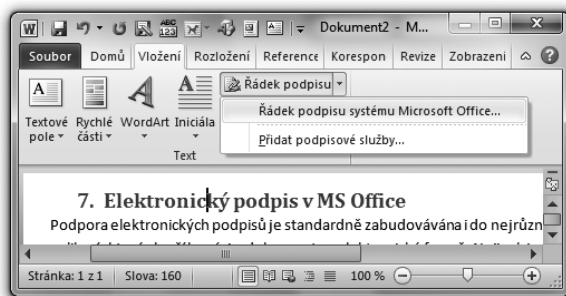 Dokument2 - M...
Soubor Domů Vložení Rozložení Reference Korespon Revize Zobrazeni
Řádek podpisu
Řádek podpisu systému Microsoft Office...
Přidat podpisové služby...
Textové pole
Rychlé části
WordArt
Iniciála
Text
7. Elektronický podpis v MS Office
Podpora elektronických podpisů je standardně zabudovávána i do nejrůzn
Stránka: 1 z 1 Slova: 160 100 %